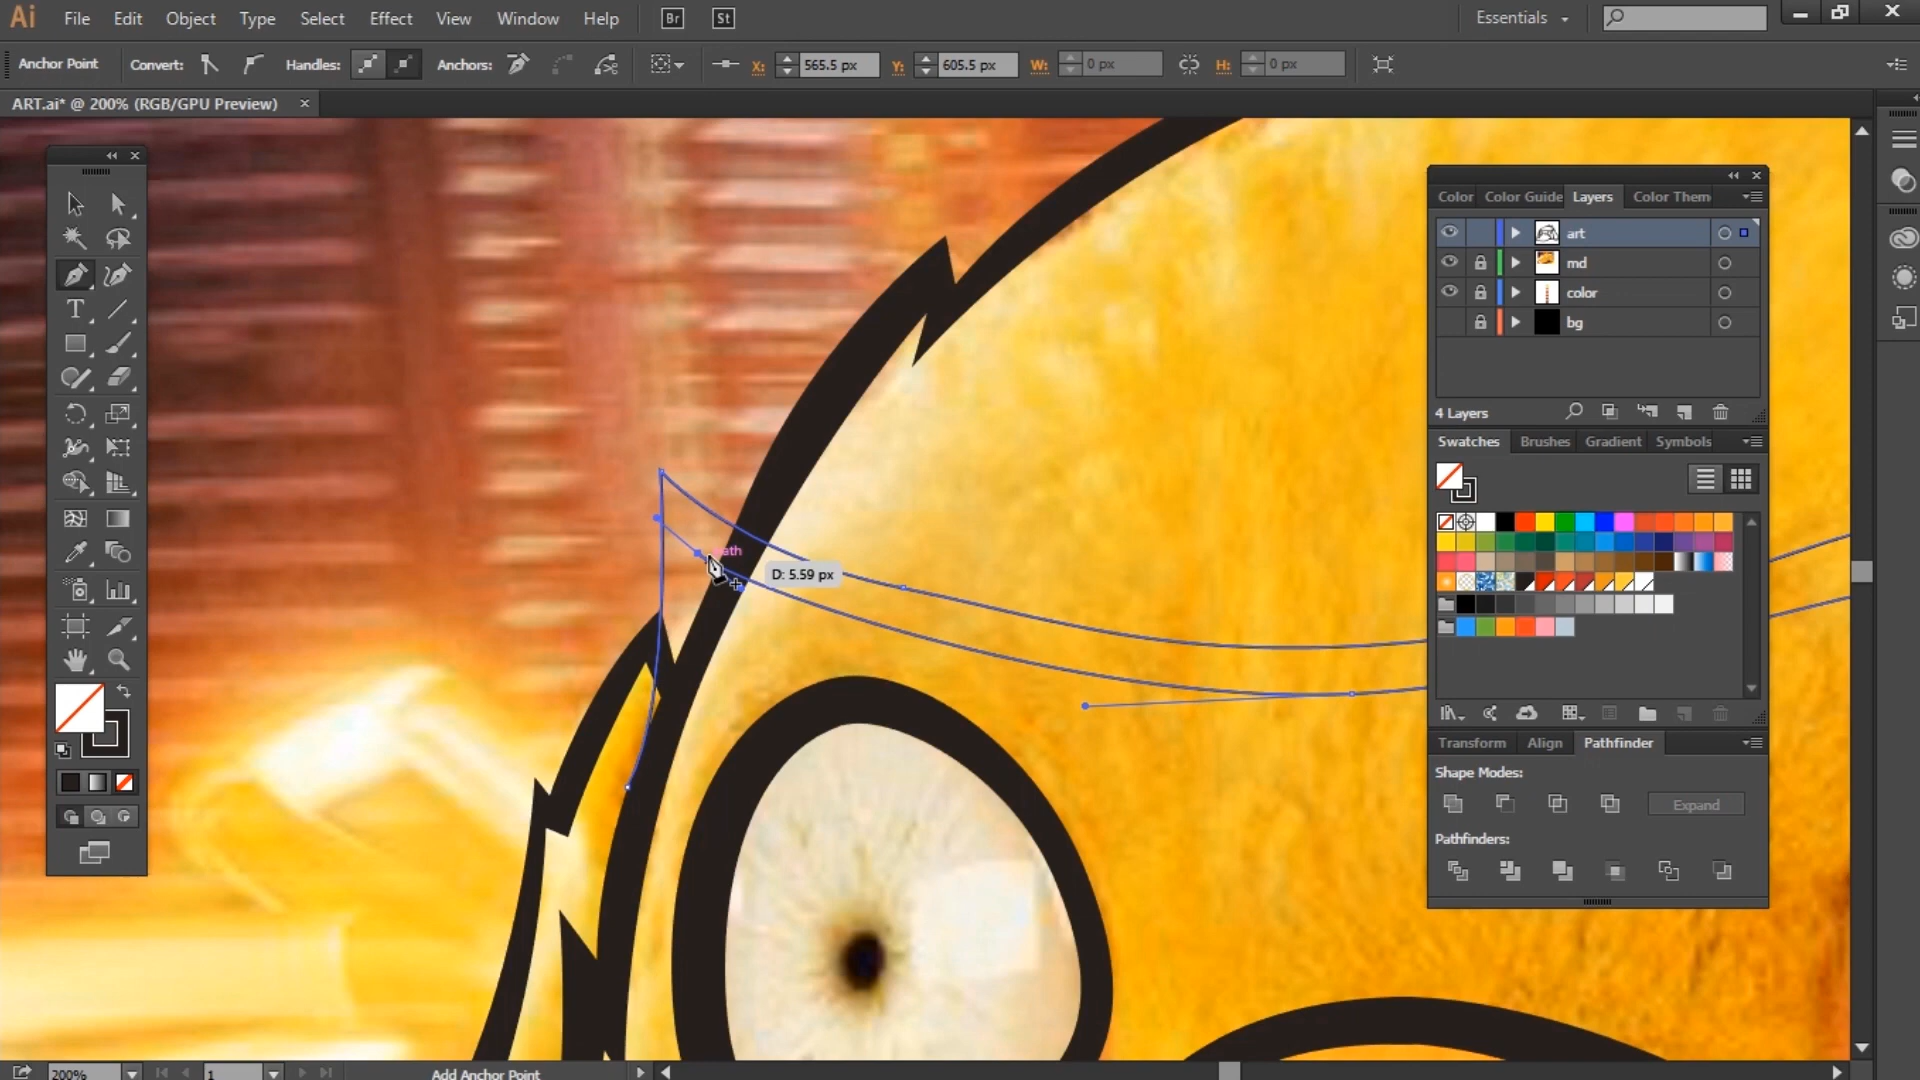 Ai File Edit Object Type Select Effect View Window Help Br St Essentials
Anchor Point Convert: Handles: Anchors: X: 565.5 px Y: 605.5 px W: 0 px H: 0 px
ART.ai* @ 200% (RGB/GPU Preview) ×
Color Color Guide Layers Color Them
art
md
color
bg
4 Layers
Swatches Brushes Gradient Symbols
D: 5.59 px
Transform Align Pathfinder
Shape Modes:
Expand
Pathfinders:
200% 1 Add Anchor Point